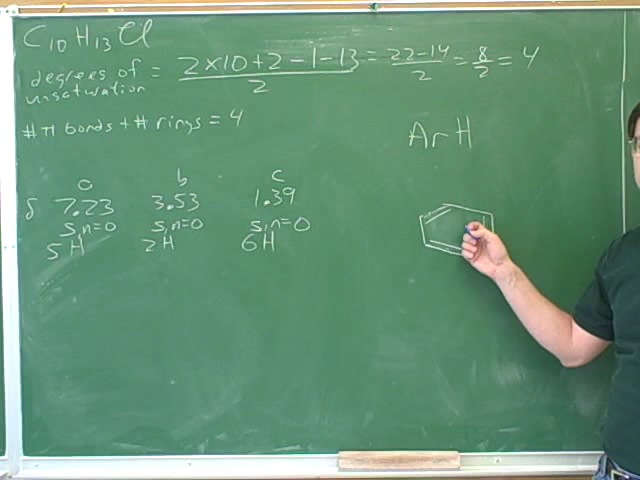 C10H13Cl
degrees of unsaturation = 2×10+2-1-13/2 = 22-14/2 = 8/2 = 4
#π bonds + # rings = 4
ArH
a b c
δ 7.23 3.53 1.39
s,n=0 s,n=0 s,n=0
5H 2H 6H